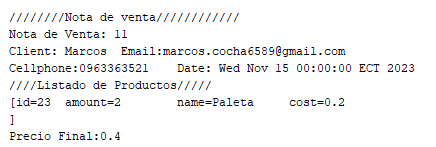 ////////Nota de venta////////////
Nota de Venta: 11
Client: Marcos  Email:marcos.cocha6589@gmail.com
Cellphone:0963363521    Date: Wed Nov 15 00:00:00 ECT 2023
////Listado de Productos/////
[id=23  amount=2        name=Paleta     cost=0.2
]
Precio Final:0.4